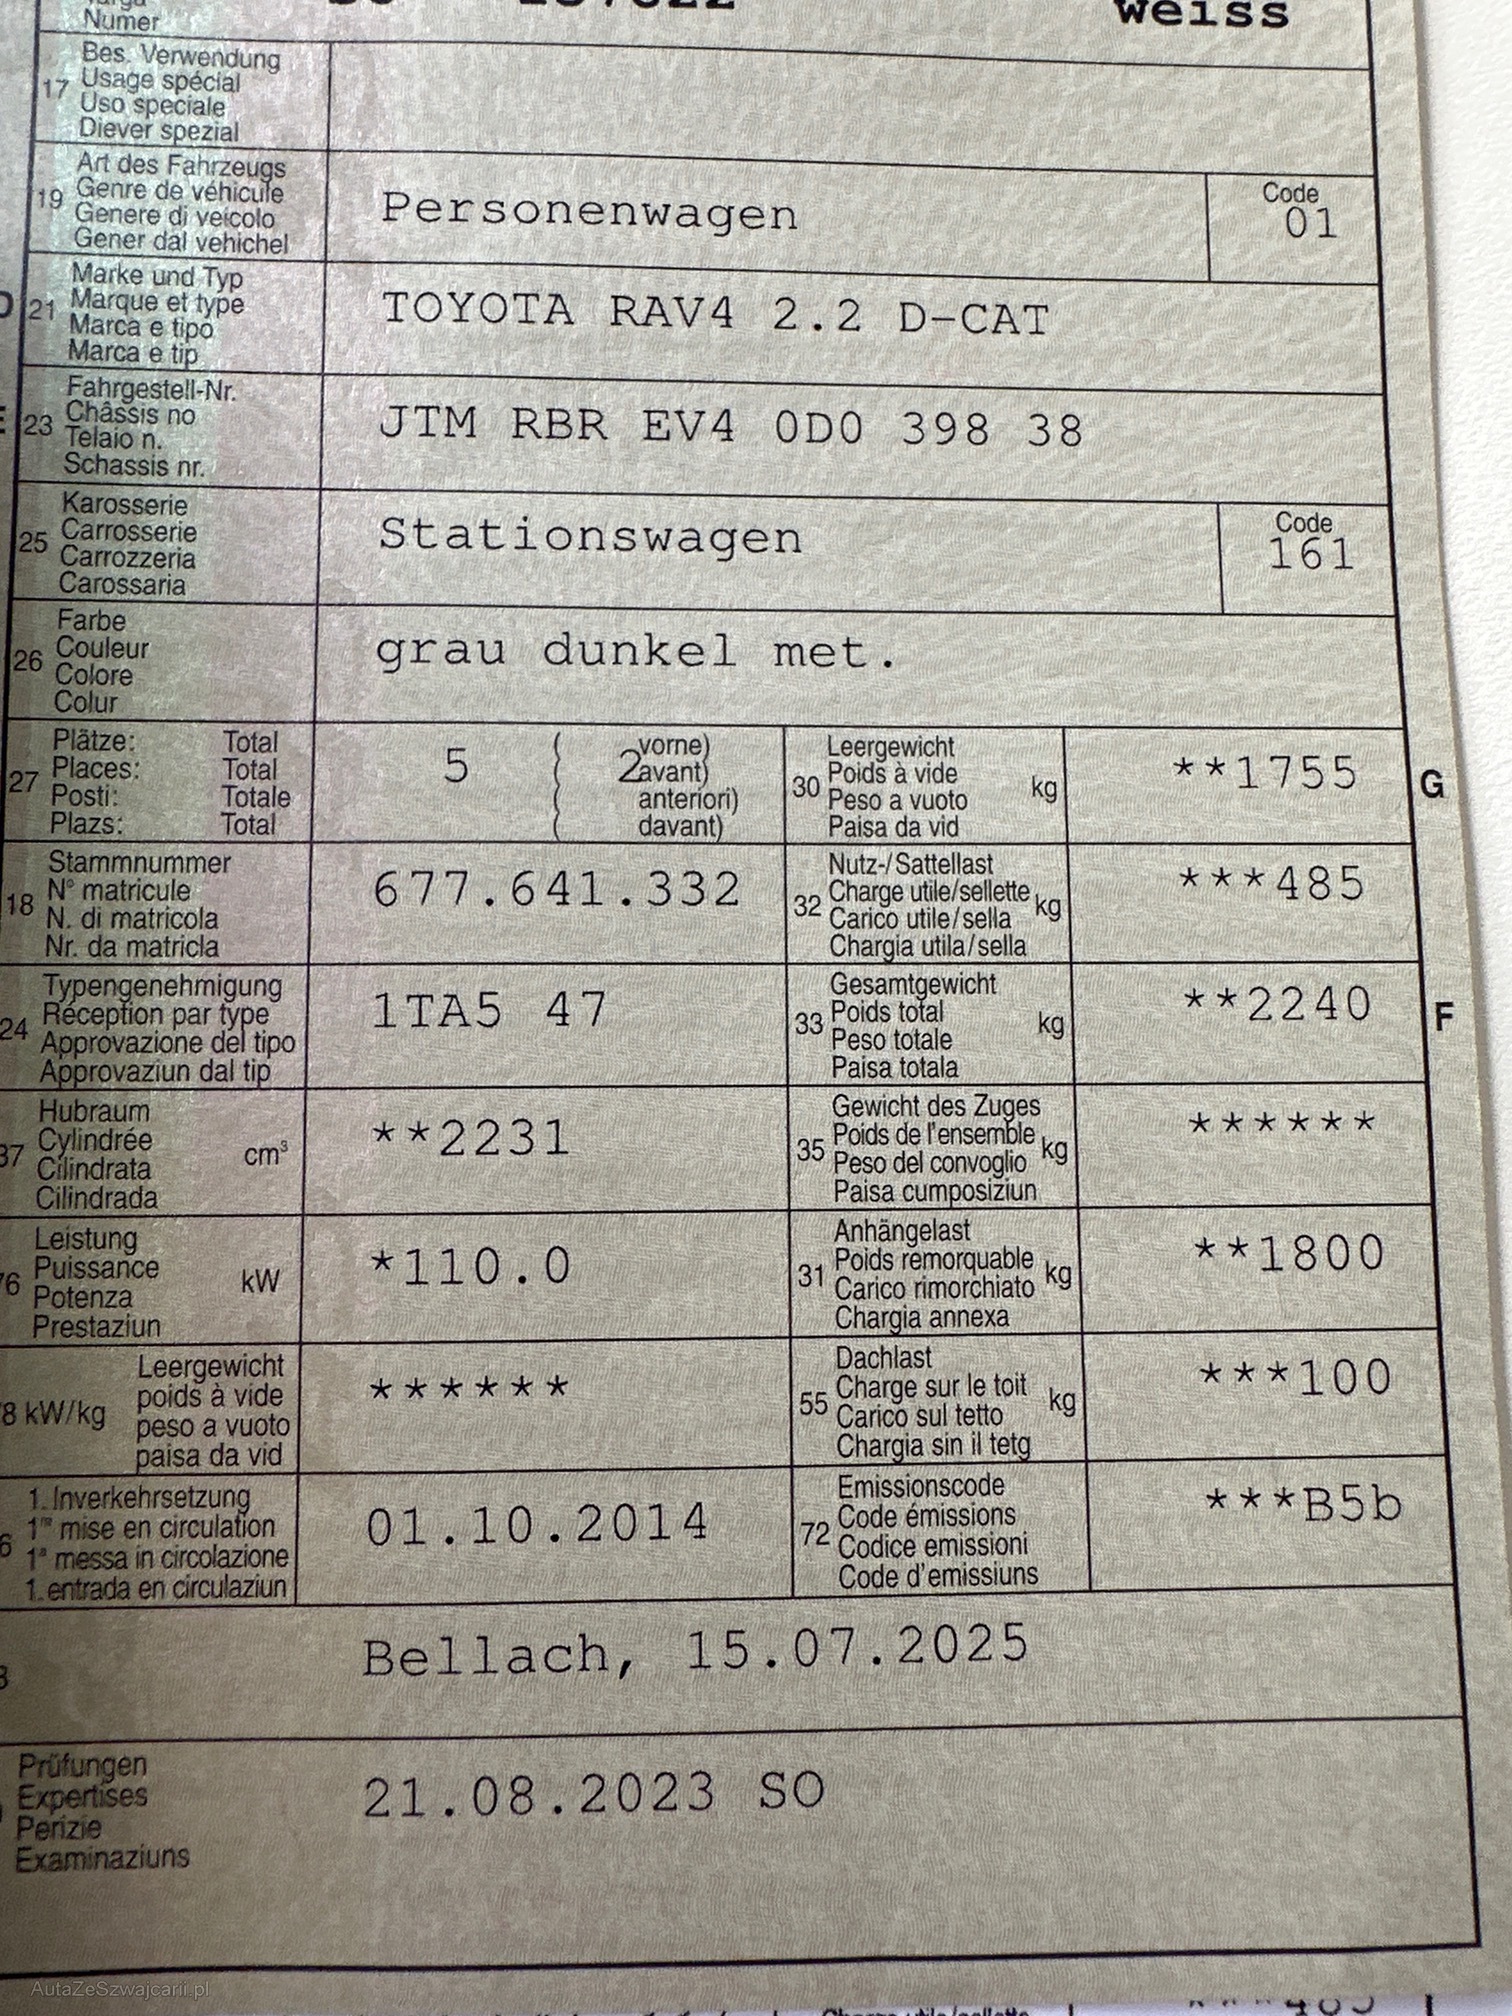 Numer
weiss
17 Bes. Verwendung
Usage spécial
Uso speciale
Diever spezial
19 Art des Fahrzeugs
Genre de véhicule
Genere di veicolo
Gener dal vehichel
Personenwagen
Code
01
21 Marke und Typ
Marque et type
Marca e tipo
Marca e tip
TOYOTA RAV4 2.2 D-CAT
23 Fahrgestell-Nr.
Châssis no
Telaio n.
Schassis nr.
JTM RBR EV4 0D0 398 38
25 Karosserie
Carrosserie
Carrozzeria
Carossaria
Stationswagen
Code
161
26 Farbe
Couleur
Colore
Colur
grau dunkel met.
27 Plätze: Total
Places: Total
Posti: Totale
Plazs: Total
5 ( 2 vorne)
( avant)
( anteriori)
( davant)
30 Leergewicht
Poids à vide kg
Peso a vuoto
Paisa da vid
**1755
G
18 Stammnummer
N° matricule
N. di matricola
Nr. da matricla
677.641.332
32 Nutz-/Sattellast
Charge utile/sellette kg
Carico utile/sella
Chargia utila/sella
***485
24 Typengenehmigung
Réception par type
Approvazione del tipo
Approvaziun dal tip
1TA5 47
33 Gesamtgewicht
Poids total kg
Peso totale
Paisa totala
**2240
F
37 Hubraum
Cylindrée cm³
Cilindrata
Cilindrada
**2231
35 Gewicht des Zuges
Poids de l'ensemble kg
Peso del convoglio
Paisa cumposiziun
******
76 Leistung
Puissance kW
Potenza
Prestaziun
*110.0
31 Anhängelast
Poids remorquable kg
Carico rimorchiato
Chargia annexa
**1800
8 kW/kg Leergewicht
poids à vide
peso a vuoto
paisa da vid
******
55 Dachlast
Charge sur le toit kg
Carico sul tetto
Chargia sin il tetg
***100
6 1. Inverkehrsetzung
1re mise en circulation
1a messa in circolazione
1. entrada en circulaziun
01.10.2014
72 Emissionscode
Code émissions
Codice emissioni
Code d'emissiuns
***B5b
Bellach, 15.07.2025
Prüfungen
Expertises
Perizie
Examinaziuns
21.08.2023 SO
AutaZeSzwajcarii.pl